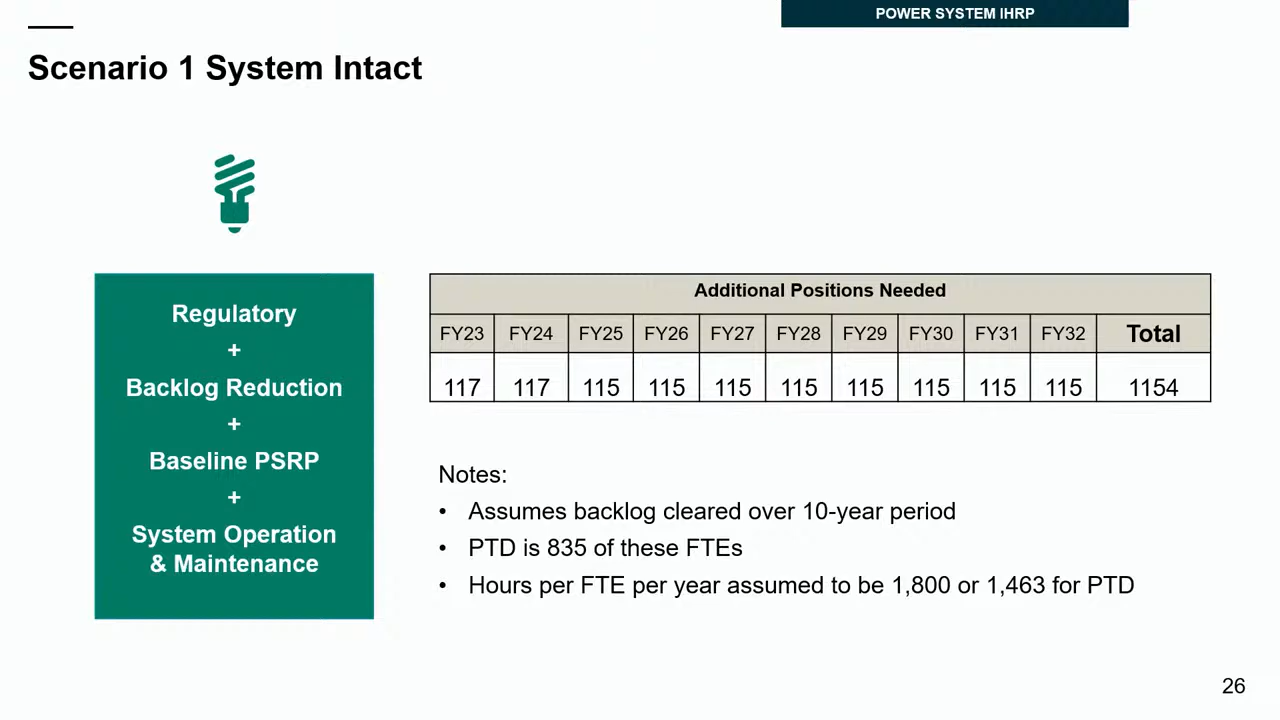 POWER SYSTEM IHRP
Scenario 1 System Intact
Regulatory
+
Backlog Reduction
+
Baseline PSRP
+
System Operation
& Maintenance
Additional Positions Needed
FY23 FY24 FY25 FY26 FY27 FY28 FY29 FY30 FY31 FY32 Total
117 117 115 115 115 115 115 115 115 115 1154
Notes:
• Assumes backlog cleared over 10-year period
• PTD is 835 of these FTEs
• Hours per FTE per year assumed to be 1,800 or 1,463 for PTD
26